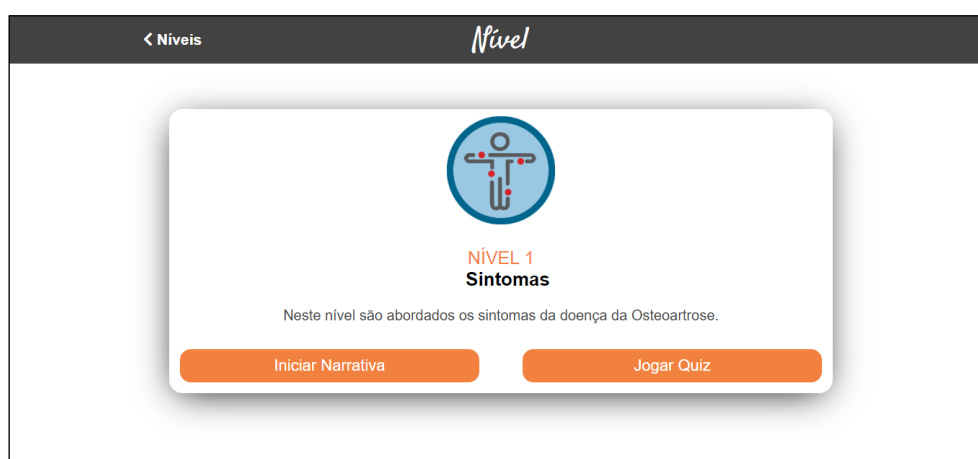 Níveis
Nível
NÍVEL 1
Sintomas
Neste nível são abordados os sintomas da doença da Osteoartrose.
Iniciar Narrativa
Jogar Quiz